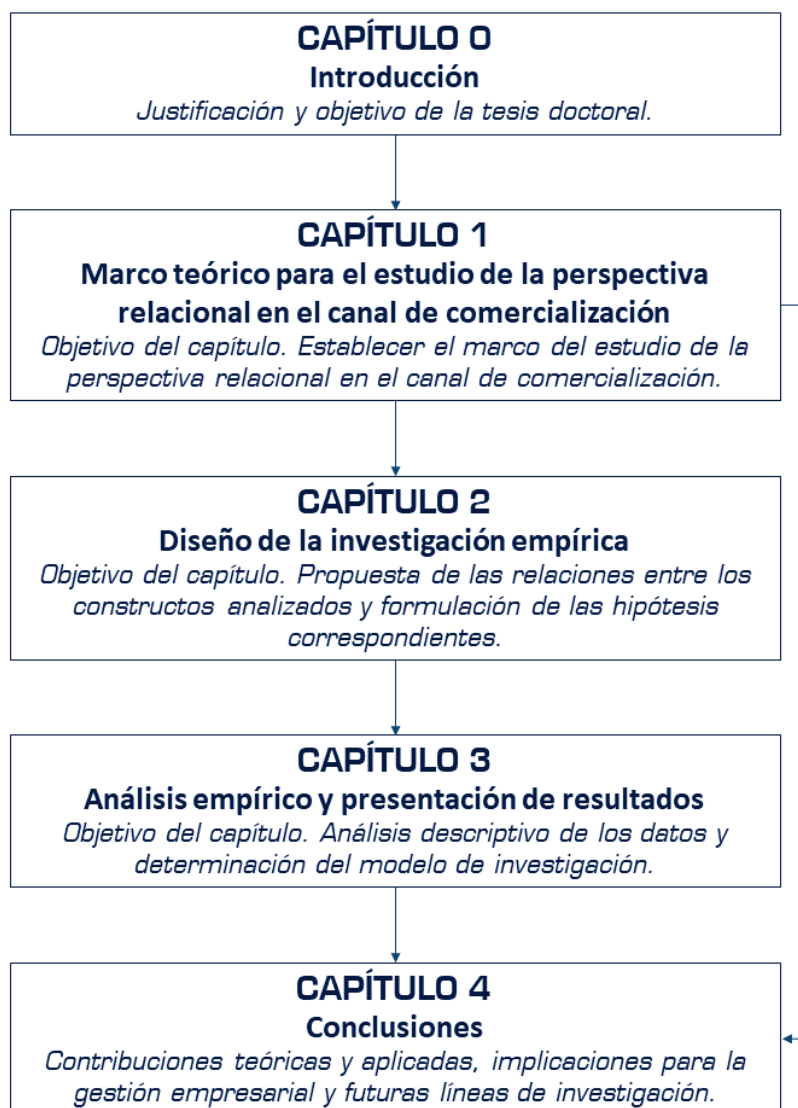 CAPÍTULO 0
Introducción
Justificación y objetivo de la tesis doctoral.
CAPÍTULO 1
Marco teórico para el estudio de la perspectiva
relacional en el canal de comercialización
Objetivo del capítulo. Establecer el marco del estudio de la
perspectiva relacional en el canal de comercialización.
CAPÍTULO 2
Diseño de la investigación empírica
Objetivo del capítulo. Propuesta de las relaciones entre los
constructos analizados y formulación de las hipótesis
correspondientes.
CAPÍTULO 3
Análisis empírico y presentación de resultados
Objetivo del capítulo. Análisis descriptivo de los datos y
determinación del modelo de investigación.
CAPÍTULO 4
Conclusiones
Contribuciones teóricas y aplicadas, implicaciones para la
gestión empresarial y futuras líneas de investigación.